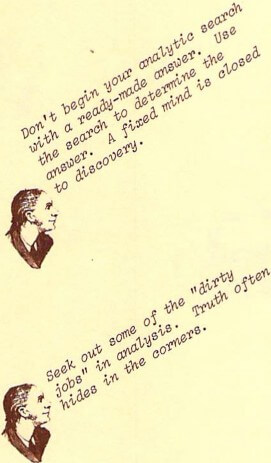 Don't begin your analytic search
with a ready-made answer.  Use
the search to determine the
answer.  A fixed mind is closed
to discovery.
Seek out some of the "dirty
jobs" in analysis.  Truth often
hides in the corners.